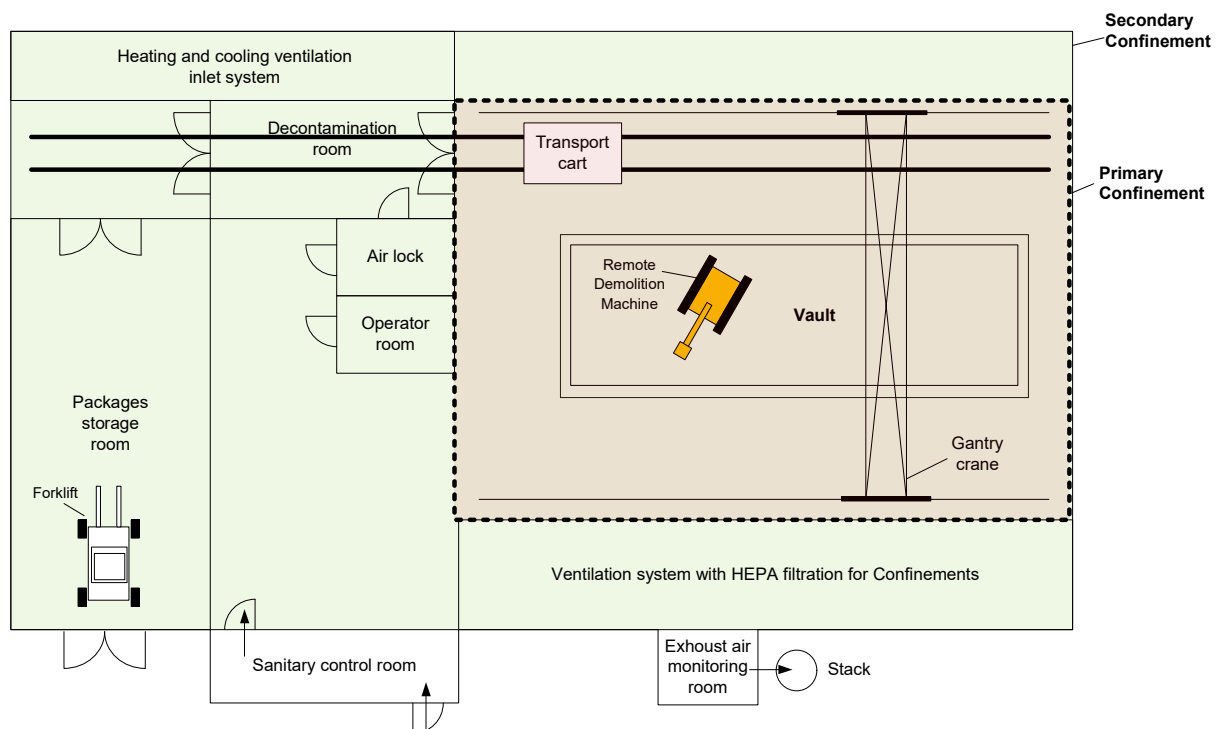 Secondary
Confinement
Heating and cooling ventilation
inlet system
Decontamination
room
Transport
cart
Primary
Confinement
Air lock
Remote
Demolition
Machine
Vault
Operator
room
Packages
storage
room
Gantry
crane
Forklift
Ventilation system with HEPA filtration for Confinements
Sanitary control room
Exhaust air
monitoring
room
Stack